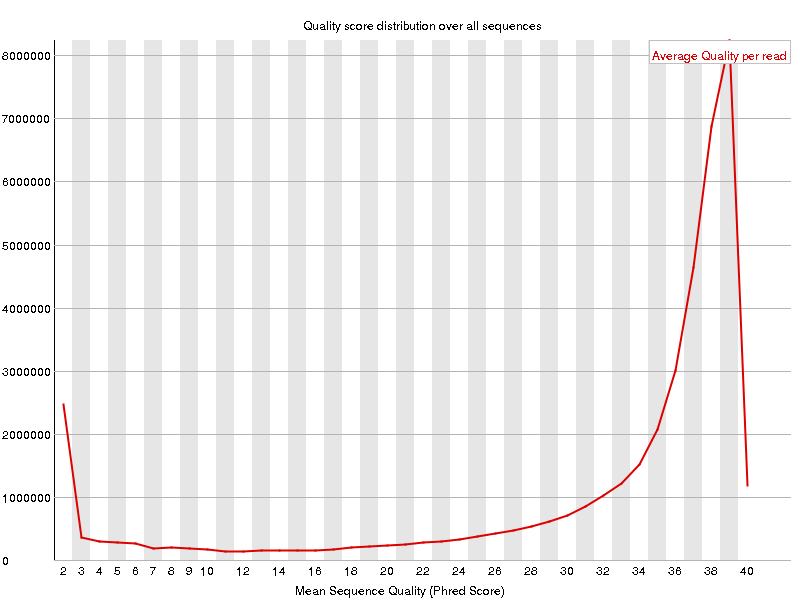 Quality score distribution over all sequences
Average Quality per read
8000000
7000000
6000000
5000000
4000000
3000000
2000000
1000000
0
2 3 4 5 6 7 8 9 10 12 14 16 18 20 22 24 26 28 30 32 34 36 38 40
Mean Sequence Quality (Phred Score)